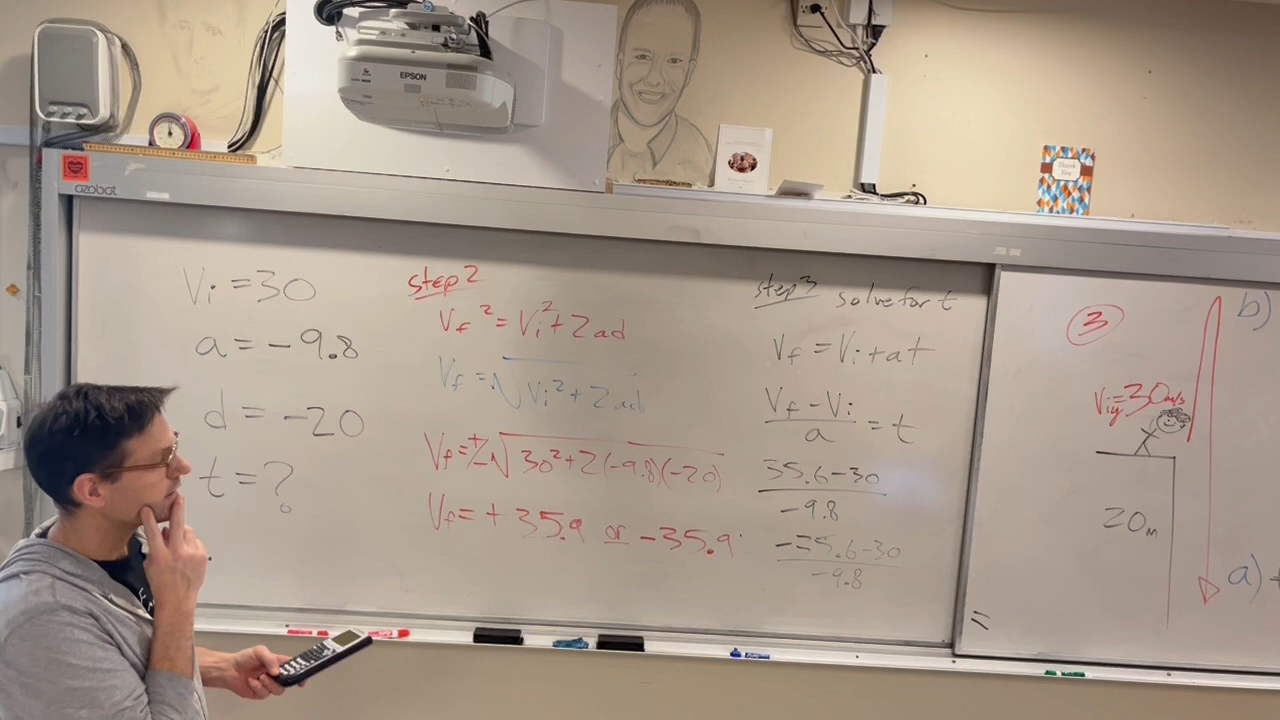 EPSON
Thank
You
ozobot
Vi = 30
a = -9.8
d = -20
t = ?
step 2
Vf² = Vi² + 2ad
Vf = √Vi² + 2ad
Vf = ±√30² + 2(-9.8)(-20)
Vf = + 35.9 or -35.9
step 3 solve for t
Vf = Vi + at
Vf - Vi / a = t
35.6 - 30 / -9.8
-35.6 - 30 / -9.8
3
b)
Viy = 30 m/s
20m
a) +
=